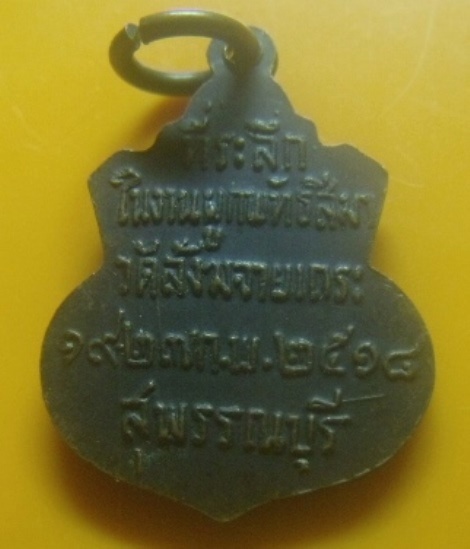 ที่ระลึก
ในงานผูกพัทธสีมา
วัดสังฆจายเถระ
๑๙-๒๗ ก.พ. ๒๕๑๘
สุพรรณบุรี